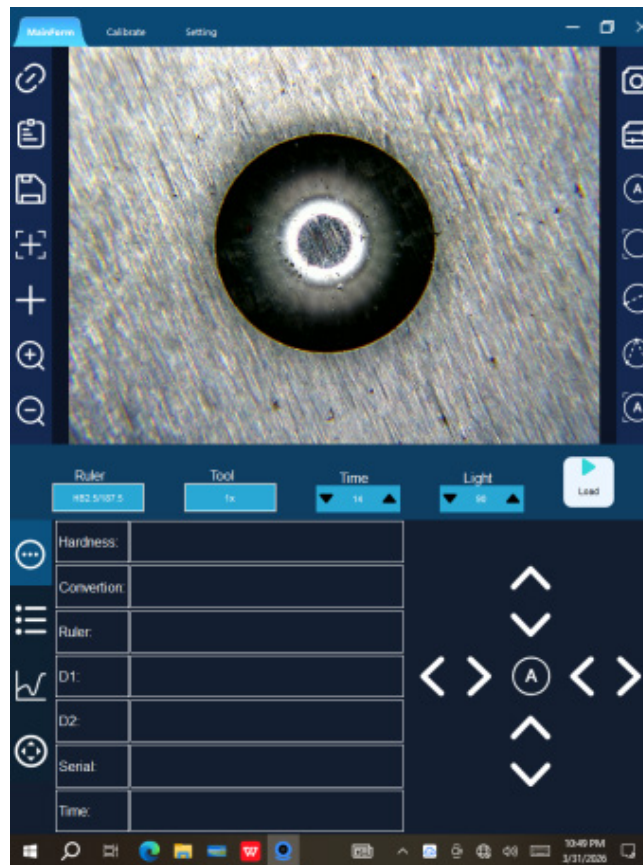 MainForm Calibrate Setting
A
A
Ruler Tool Time Light
HB2.5/187.5 1x 14 90
Load
Hardness:
Convertion:
Ruler:
D1:
A
D2:
Serial:
Time:
W 10:49 PM
3/31/2026